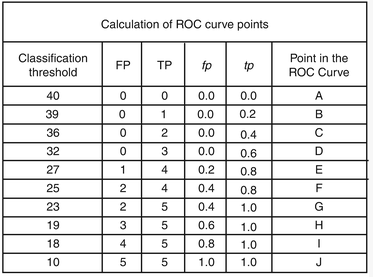 Calculation of ROC curve points
Classification threshold FP TP fp tp Point in the ROC Curve
40 0 0 0.0 0.0 A
39 0 1 0.0 0.2 B
36 0 2 0.0 0.4 C
32 0 3 0.0 0.6 D
27 1 4 0.2 0.8 E
25 2 4 0.4 0.8 F
23 2 5 0.4 1.0 G
19 3 5 0.6 1.0 H
18 4 5 0.8 1.0 I
10 5 5 1.0 1.0 J